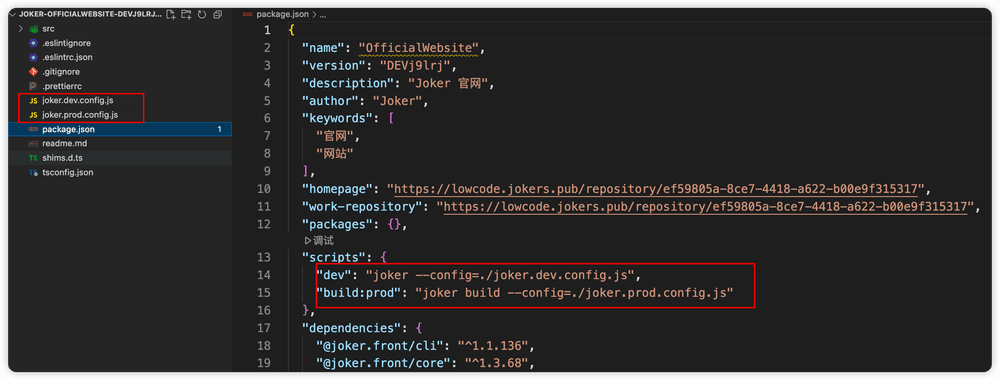 JOKER-OFFICIALWEBSITE-DEVJ9LRJ...
src
.eslintignore
.eslintrc.json
.gitignore
.prettierrc
JS joker.dev.config.js
JS joker.prod.config.js
package.json 1
readme.md
TS shims.d.ts
tsconfig.json
package.json > ...
1 {
2 "name": "OfficialWebsite",
3 "version": "DEVj9lrj",
4 "description": "Joker 官网",
5 "author": "Joker",
6 "keywords": [
7 "官网",
8 "网站"
9 ],
10 "homepage": "https://lowcode.jokers.pub/repository/ef59805a-8ce7-4418-a622-b00e9f315317",
11 "work-repository": "https://lowcode.jokers.pub/repository/ef59805a-8ce7-4418-a622-b00e9f315317",
12 "packages": {},
调试
13 "scripts": {
14 "dev": "joker --config=./joker.dev.config.js",
15 "build:prod": "joker build --config=./joker.prod.config.js"
16 },
17 "dependencies": {
18 "@joker.front/cli": "^1.1.136",
19 "@joker.front/core": "^1.3.68",